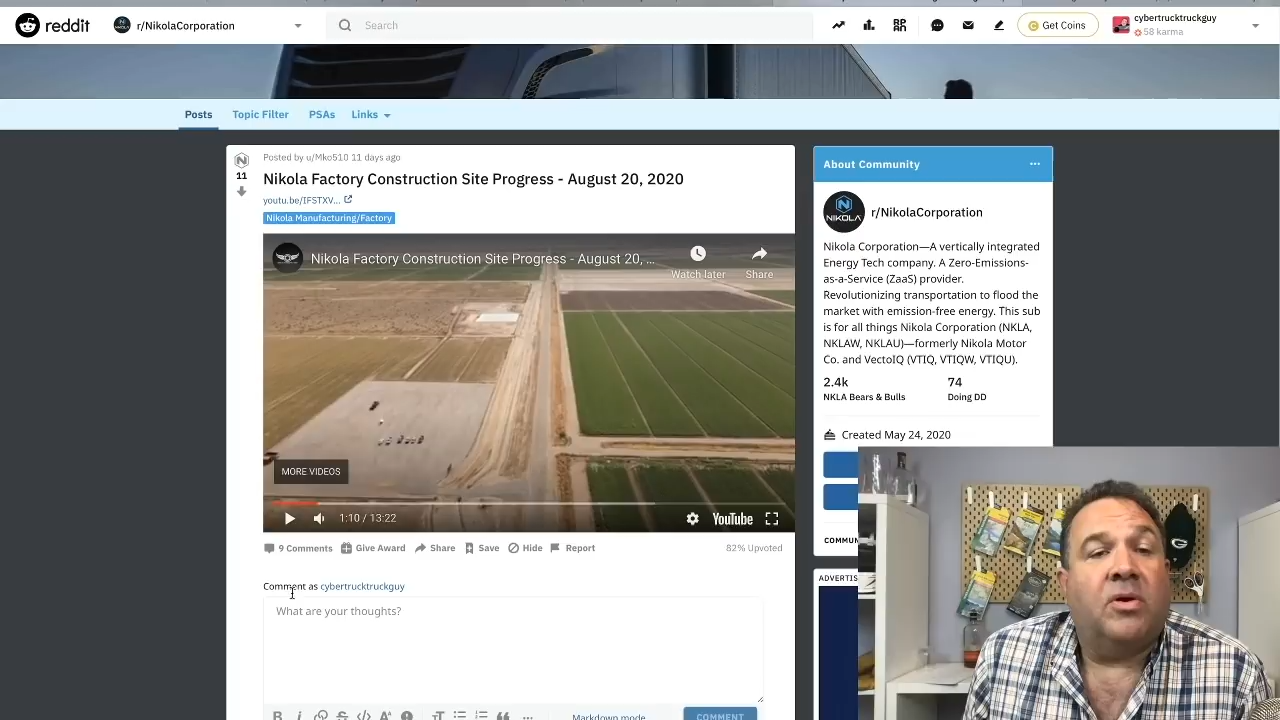 reddit
r/NikolaCorporation
Search
Get Coins
cybertrucktruckguy
58 karma
Posts
Topic Filter
PSAs
Links
Posted by u/Mko510 11 days ago
11
Nikola Factory Construction Site Progress - August 20, 2020
youtu.be/IFSTXV...
Nikola Manufacturing/Factory
Nikola Factory Construction Site Progress - August 20, ...
Watch later
Share
MORE VIDEOS
1:10 / 13:22
YouTube
9 Comments
Give Award
Share
Save
Hide
Report
82% Upvoted
Comment as cybertrucktruckguy
What are your thoughts?
Markdown mode
COMMENT
About Community
NIKOLA
r/NikolaCorporation
Nikola Corporation—A vertically integrated
Energy Tech company. A Zero-Emissions-
as-a-Service (ZaaS) provider.
Revolutionizing transportation to flood the
market with emission-free energy. This sub
is for all things Nikola Corporation (NKLA,
NKLAW, NKLAU)—formerly Nikola Motor
Co. and VectoIQ (VTIQ, VTIQW, VTIQU).
2.4k
74
NKLA Bears & Bulls
Doing DD
Created May 24, 2020
COMMUN
ADVERTIS